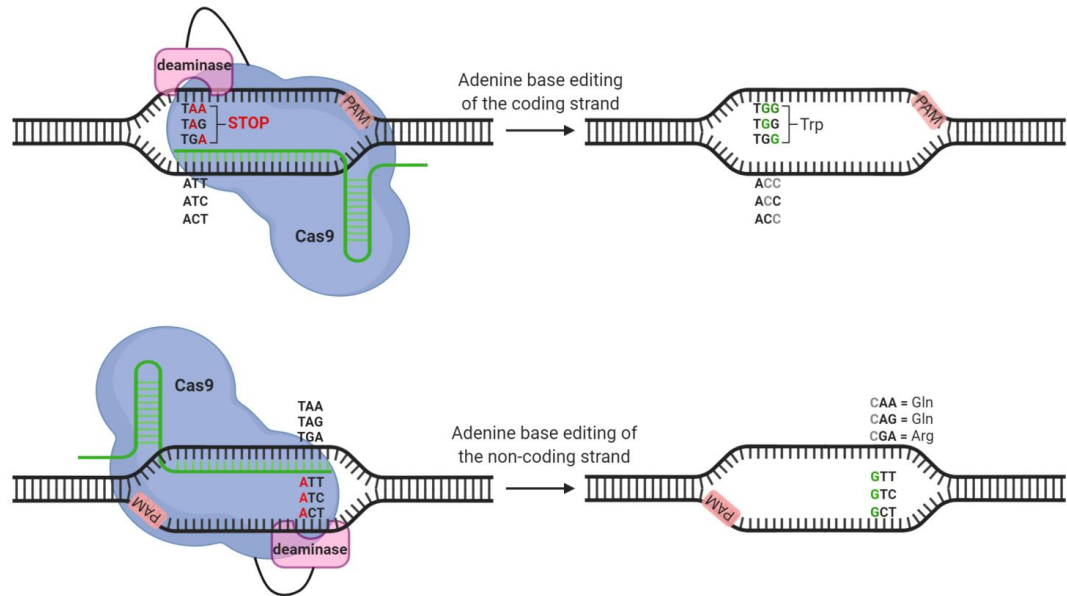 deaminase
TAA
TAG
TGA
STOP
PAM
ATT
ATC
ACT
Cas9
Adenine base editing
of the coding strand
TGG
TGG
TGG
Trp
PAM
ACC
ACC
ACC
Cas9
TAA
TAG
TGA
PAM
ATT
ATC
ACT
deaminase
Adenine base editing of
the non-coding strand
CAA = Gln
CAG = Gln
CGA = Arg
PAM
GTT
GTC
GCT